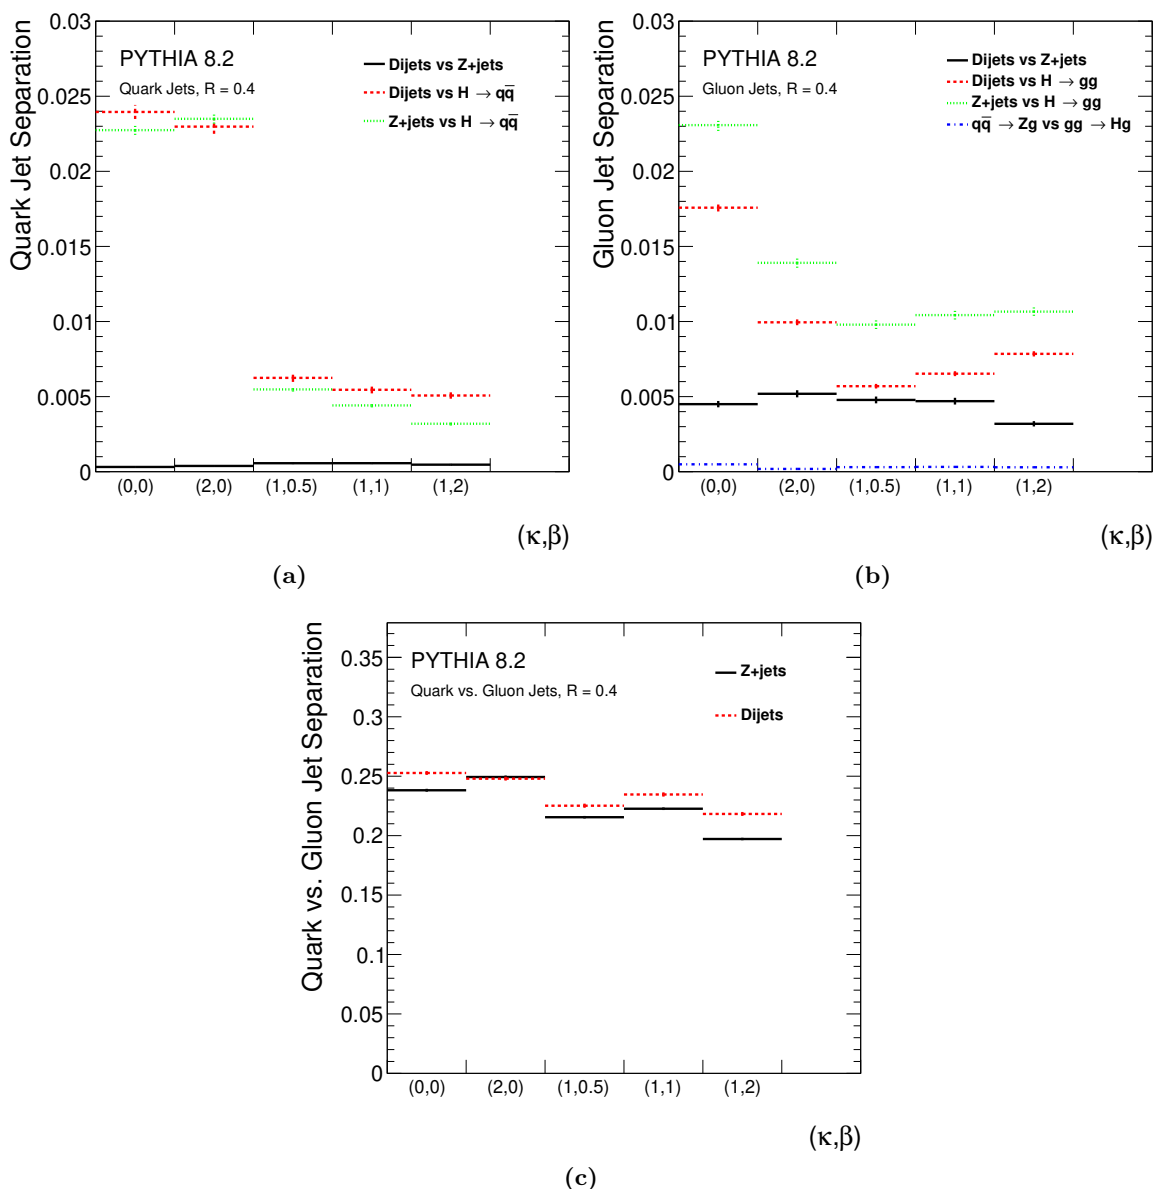 Quark Jet Separation
0.03
0.025
0.02
0.015
0.01
0.005
0
PYTHIA 8.2
Quark Jets, R = 0.4
Dijets vs Z+jets
Dijets vs H → qq̅
Z+jets vs H → qq̅
(0,0) (2,0) (1,0.5) (1,1) (1,2)
(κ,β)
(a)
Gluon Jet Separation
0.03
0.025
0.02
0.015
0.01
0.005
0
PYTHIA 8.2
Gluon Jets, R = 0.4
Dijets vs Z+jets
Dijets vs H → gg
Z+jets vs H → gg
qq̅ → Zg vs gg → Hg
(0,0) (2,0) (1,0.5) (1,1) (1,2)
(κ,β)
(b)
Quark vs. Gluon Jet Separation
0.35
0.3
0.25
0.2
0.15
0.1
0.05
0
PYTHIA 8.2
Quark vs. Gluon Jets, R = 0.4
Z+jets
Dijets
(0,0) (2,0) (1,0.5) (1,1) (1,2)
(κ,β)
(c)